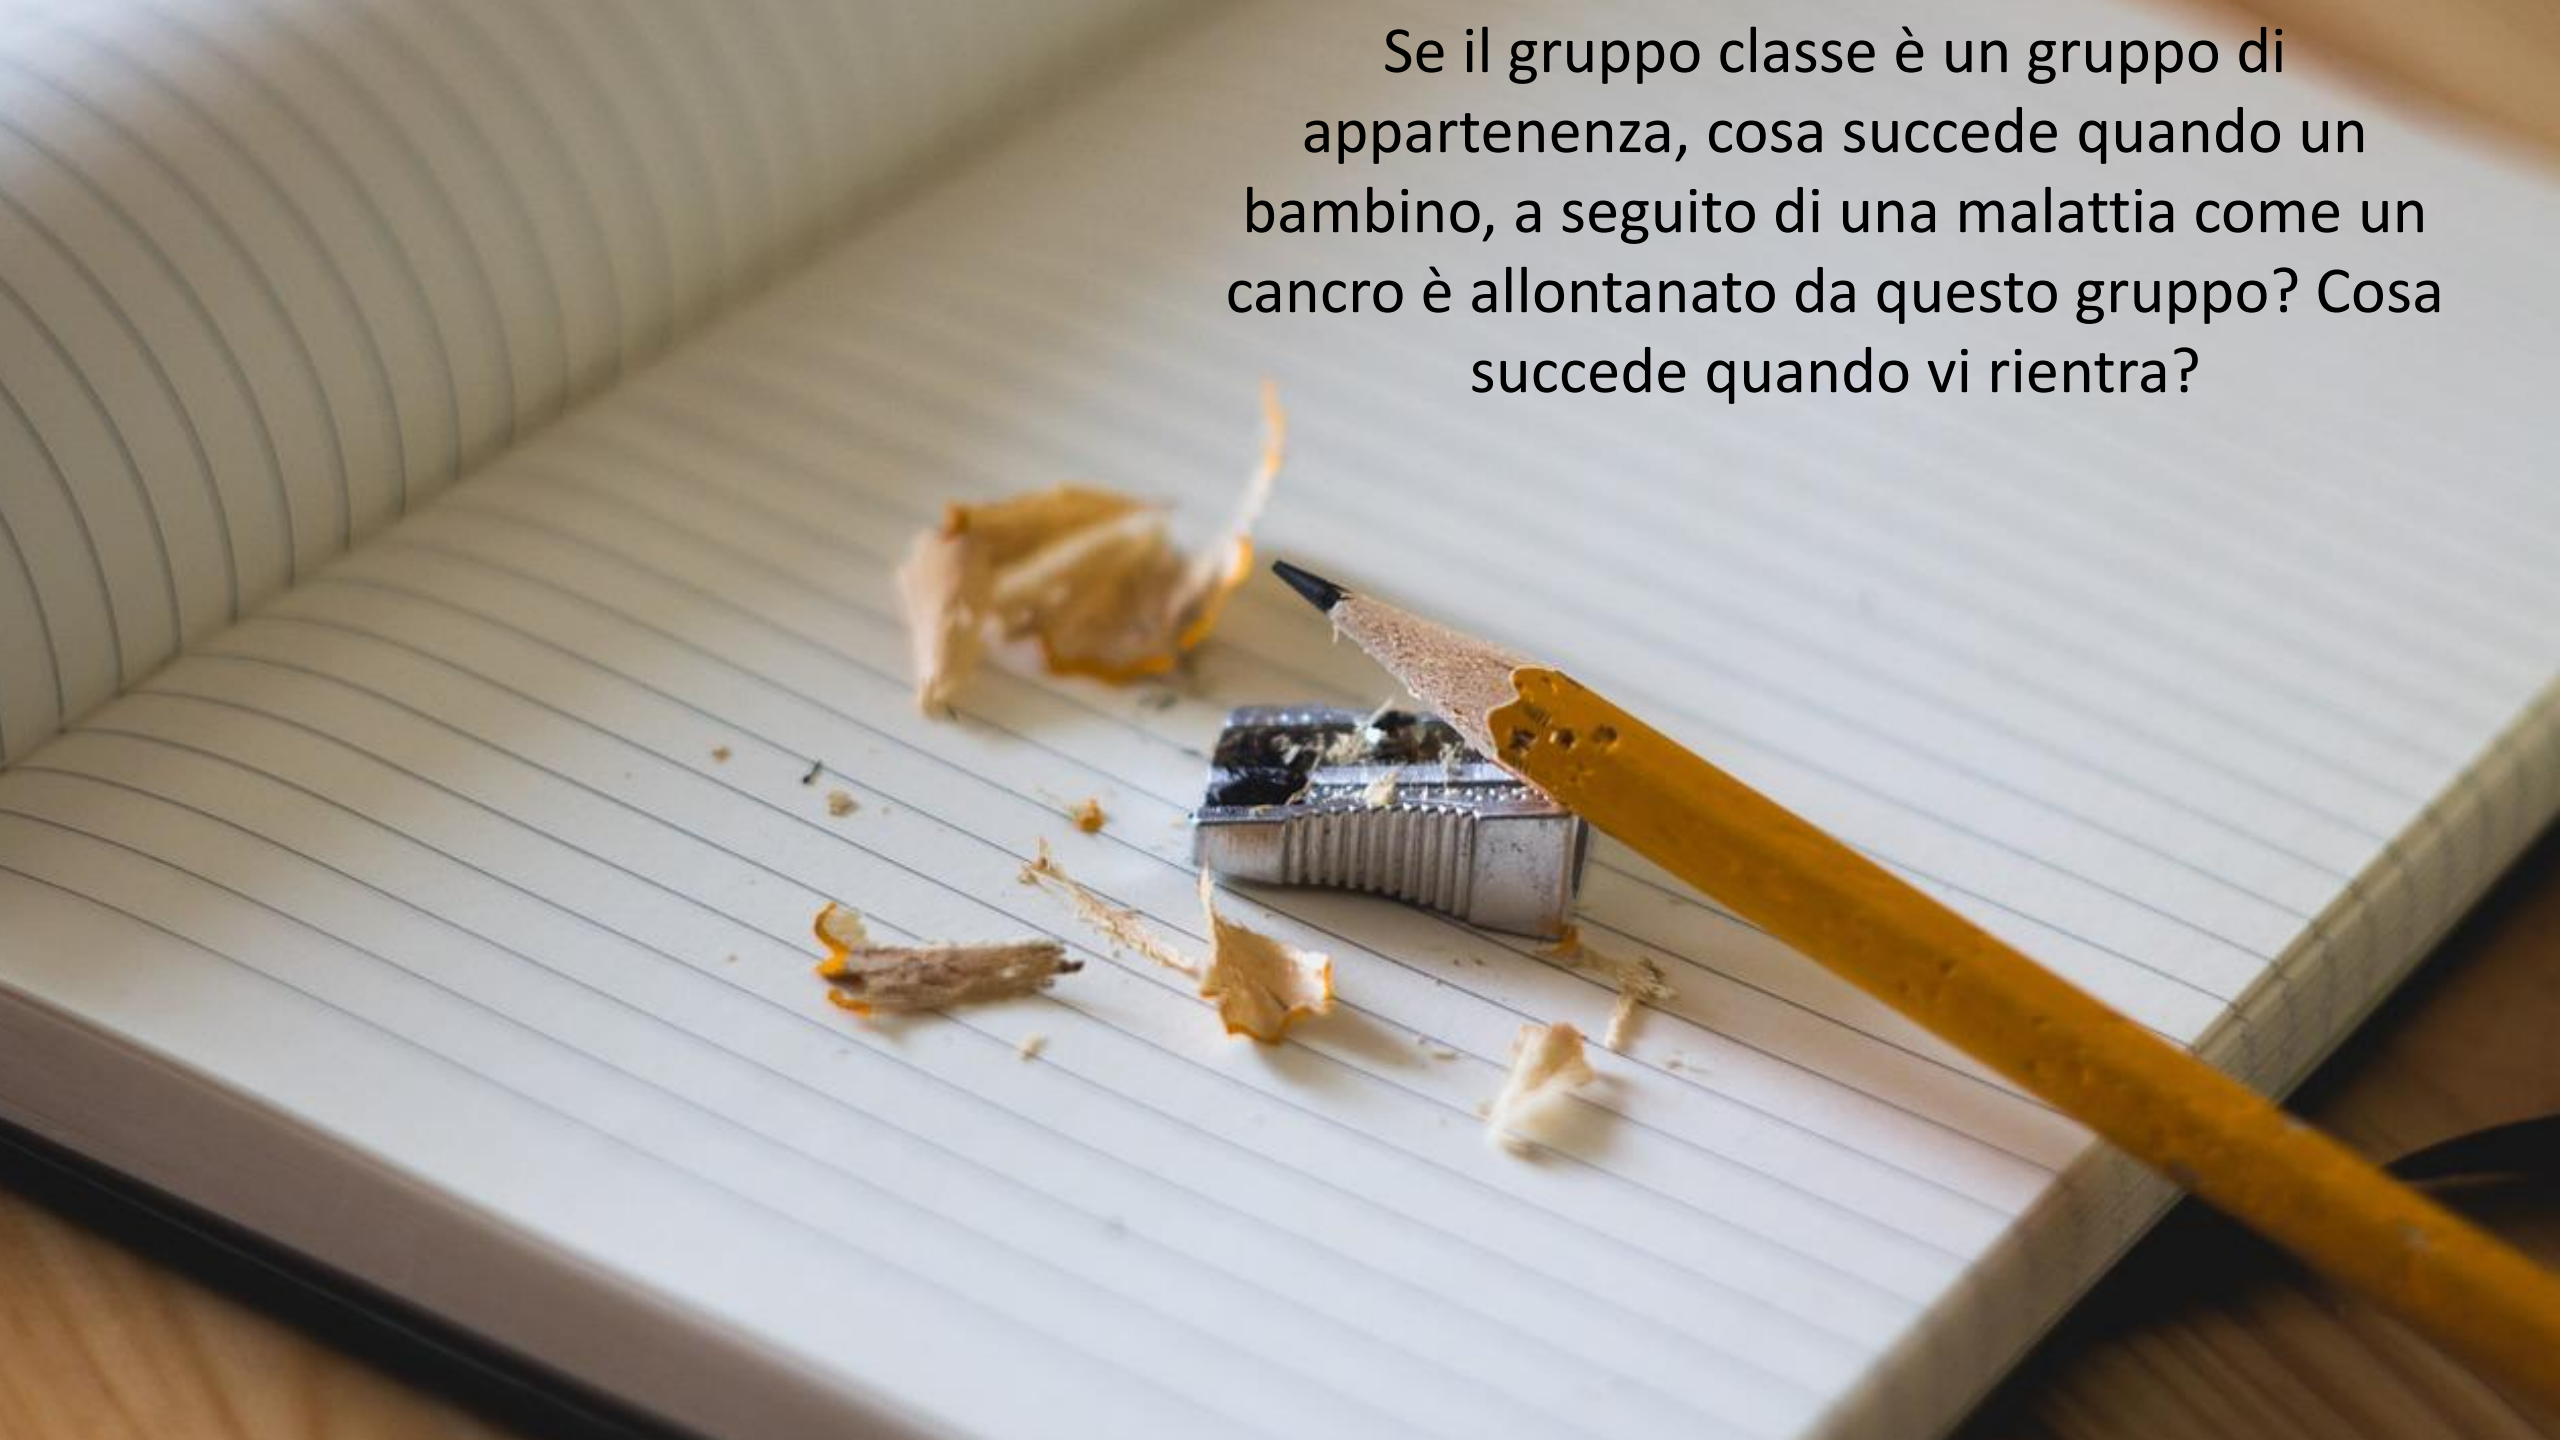 Se il gruppo classe è un gruppo di
appartenenza, cosa succede quando un
bambino, a seguito di una malattia come un
cancro è allontanato da questo gruppo? Cosa
succede quando vi rientra?